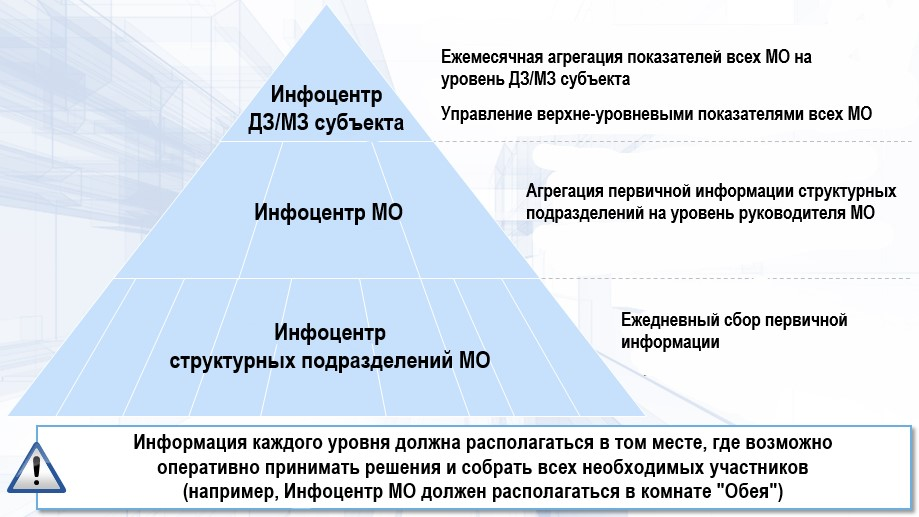 Ежемесячная агрегация показателей всех МО на
уровень ДЗ/МЗ субъекта
Управление верхне-уровневыми показателями всех МО
Инфоцентр
ДЗ/МЗ субъекта
Инфоцентр МО
Агрегация первичной информации структурных
подразделений на уровень руководителя МО
Инфоцентр
структурных подразделений МО
Ежедневный сбор первичной
информации
Информация каждого уровня должна располагаться в том месте, где возможно
оперативно принимать решения и собрать всех необходимых участников
(например, Инфоцентр МО должен располагаться в комнате "Обея")